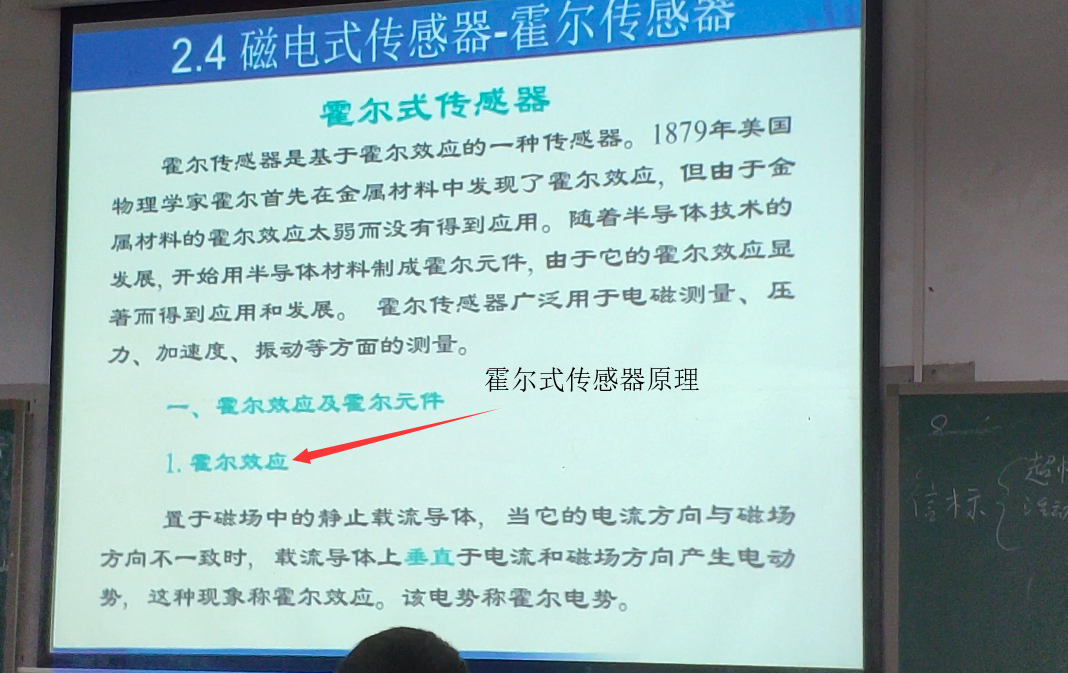 2.4 磁电式传感器-霍尔传感器
霍尔式传感器
霍尔传感器是基于霍尔效应的一种传感器。1879年美国
物理学家霍尔首先在金属材料中发现了霍尔效应，但由于金
属材料的霍尔效应太弱而没有得到应用。随着半导体技术的
发展, 开始用半导体材料制成霍尔元件, 由于它的霍尔效应显
著而得到应用和发展。 霍尔传感器广泛用于电磁测量、压
力、加速度、振动等方面的测量。
霍尔式传感器原理
一、霍尔效应及霍尔元件
1. 霍尔效应
置于磁场中的静止载流导体， 当它的电流方向与磁场
方向不一致时， 载流导体上垂直于电流和磁场方向产生电动
势，这种现象称霍尔效应。该电势称霍尔电势。
信标